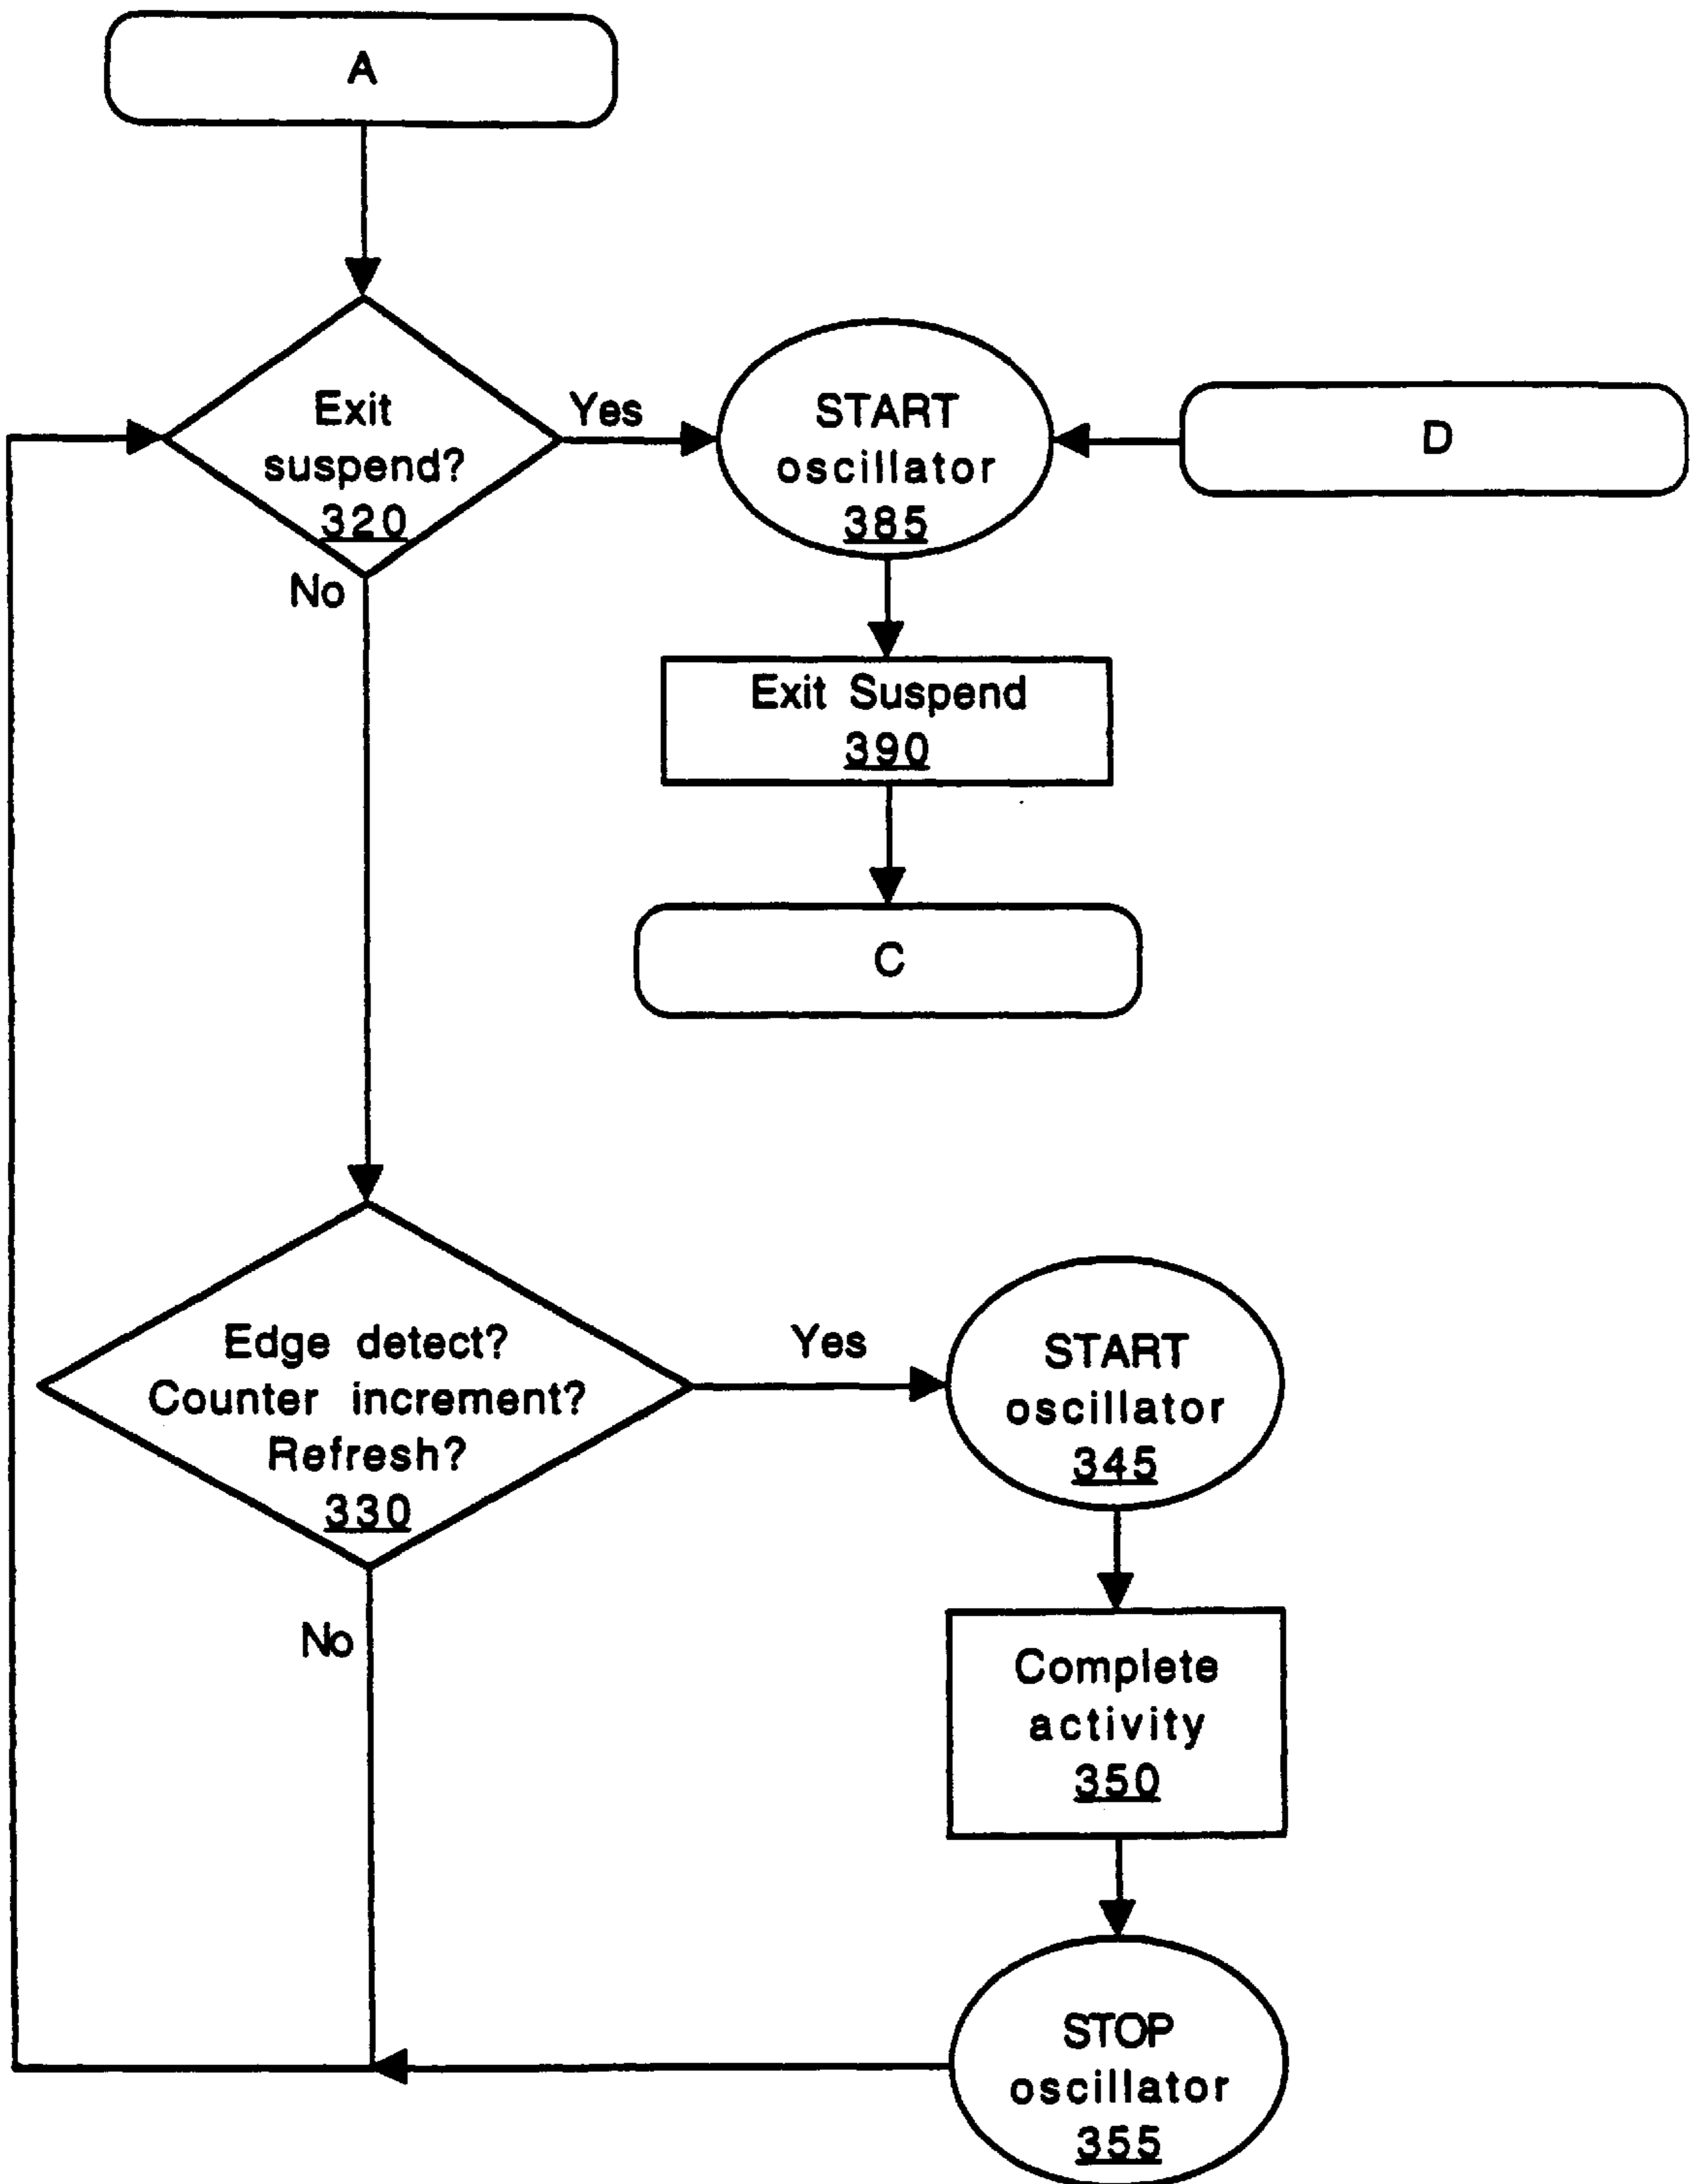 A
Exit
suspend?
320
Yes
START
oscillator
385
D
No
Exit Suspend
390
C
Edge detect?
Counter increment?
Refresh?
330
Yes
START
oscillator
345
No
Complete
activity
350
STOP
oscillator
355